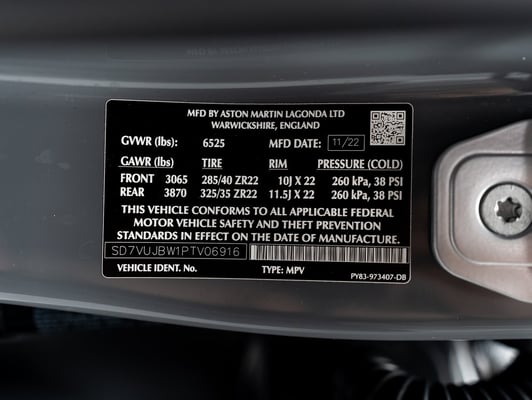 MFD BY ASTON MARTIN LAGONDA LTD
WARWICKSHIRE, ENGLAND
GVWR (lbs): 6525 MFD DATE: 11/22
GAWR (lbs) TIRE RIM PRESSURE (COLD)
FRONT 3065 285/40 ZR22 10J X 22 260 kPa, 38 PSI
REAR 3870 325/35 ZR22 11.5J X 22 260 kPa, 38 PSI
THIS VEHICLE CONFORMS TO ALL APPLICABLE FEDERAL
MOTOR VEHICLE SAFETY AND THEFT PREVENTION
STANDARDS IN EFFECT ON THE DATE OF MANUFACTURE
SD7VUJBW1PTV06916
VEHICLE IDENT. No. TYPE: MPV PY83-973407-DB